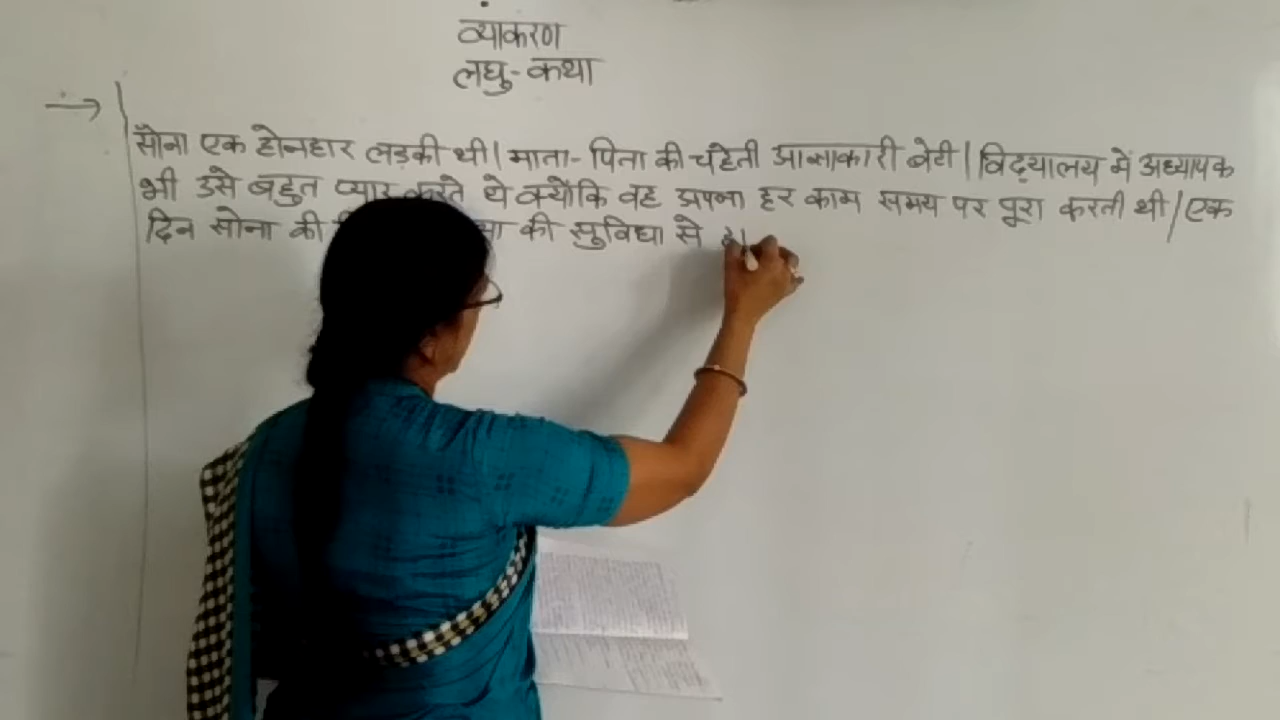 व्याकरण
लघु-कथा
सोना एक होनहार लड़की थी। माता-पिता की चहेती आज्ञाकारी बेटी। विद्यालय में अध्यापक
भी उसे बहुत प्यार करते थे क्योंकि वह अपना हर काम समय पर पूरा करती थी। एक
दिन सोना की की सुविधा से